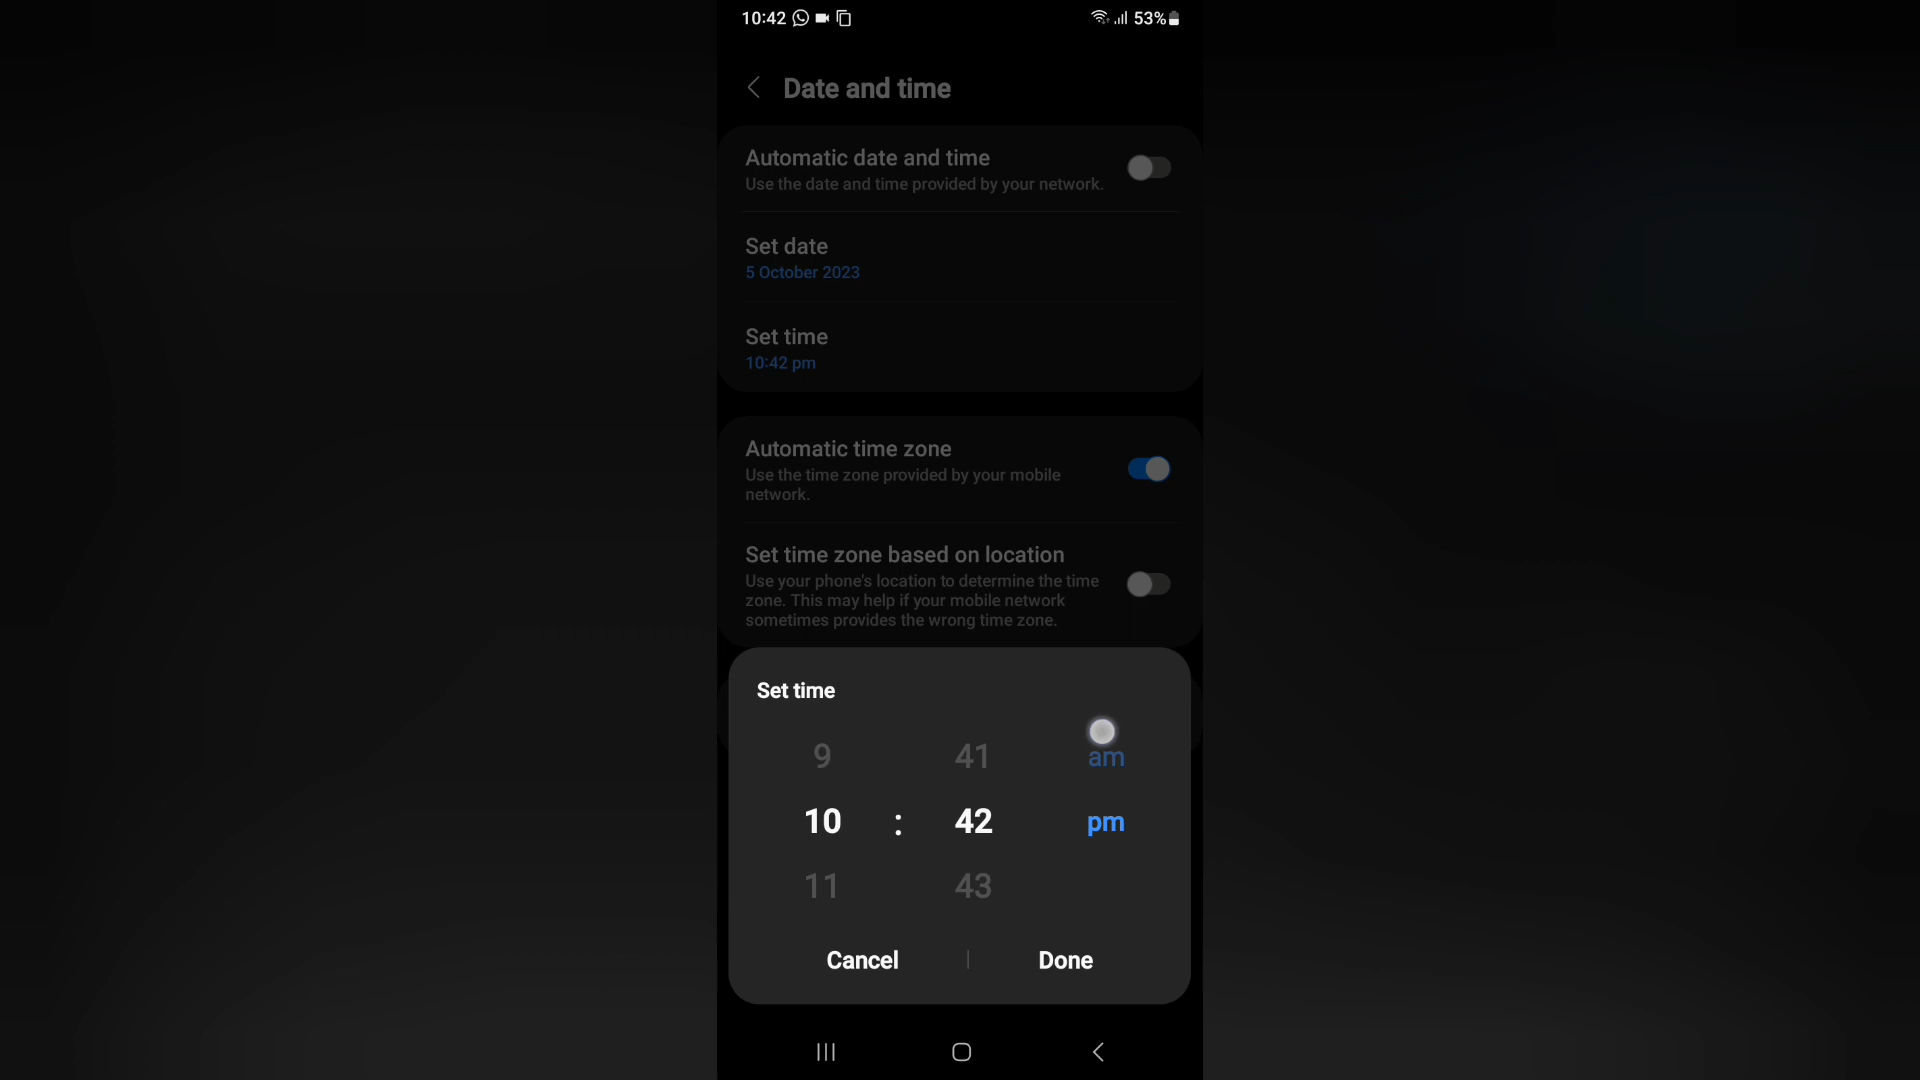 10:42 53%
Date and time
Automatic date and time
Use the date and time provided by your network.
Set date
5 October 2023
Set time
10:42 pm
Automatic time zone
Use the time zone provided by your mobile
network.
Set time zone based on location
Use your phone's location to determine the time
zone. This may help if your mobile network
sometimes provides the wrong time zone.
Set time
9 41 am
10 : 42 pm
11 43
Cancel Done